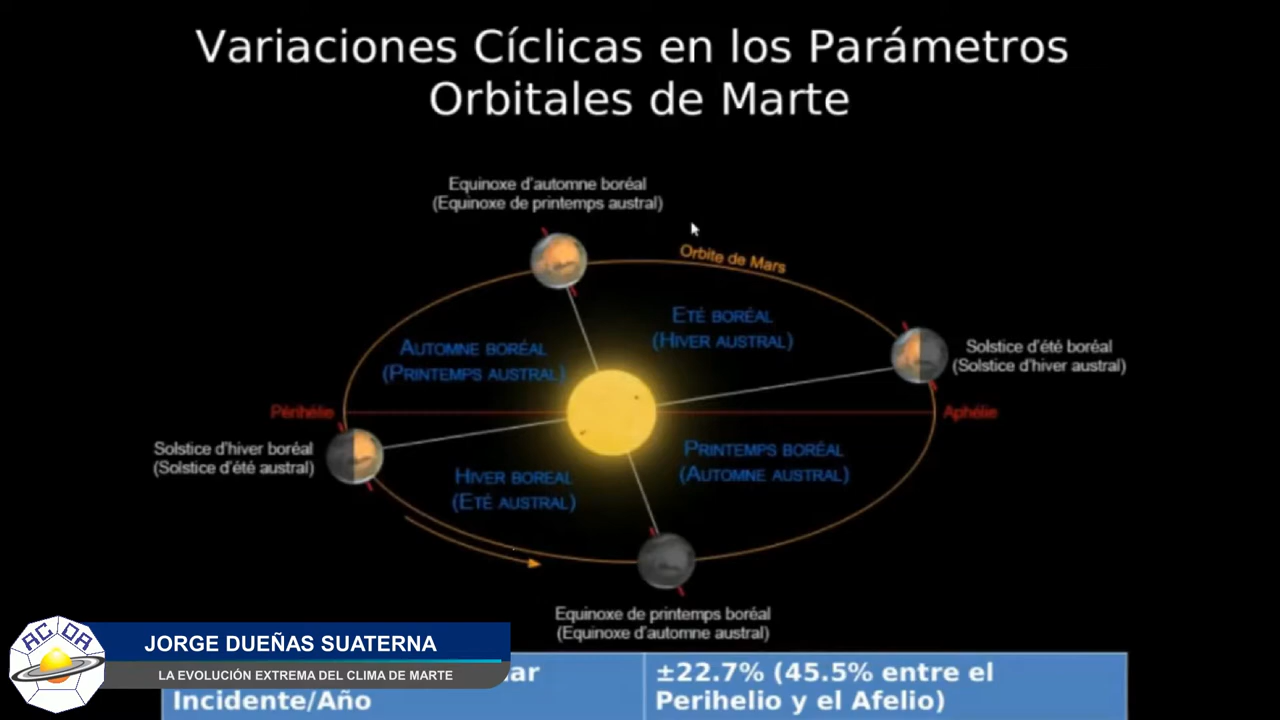 Variaciones Cíclicas en los Parámetros
Orbitales de Marte
Equinoxe d'automne boréal
(Equinoxe de printemps austral)
Orbite de Mars
Eté boréal
(Hiver austral)
Automne boréal
(Printemps austral)
Solstice d'été boréal
(Solstice d'hiver austral)
Périhélie
Aphélie
Solstice d'hiver boréal
(Solstice d'été austral)
Printemps boréal
(Automne austral)
Hiver boreal
(Eté austral)
Equinoxe de printemps boréal
(Equinoxe d'automne austral)
ACDA
JORGE DUEÑAS SUATERNA
LA EVOLUCIÓN EXTREMA DEL CLIMA DE MARTE
Incidente/Año
±22.7% (45.5% entre el
Perihelio y el Afelio)